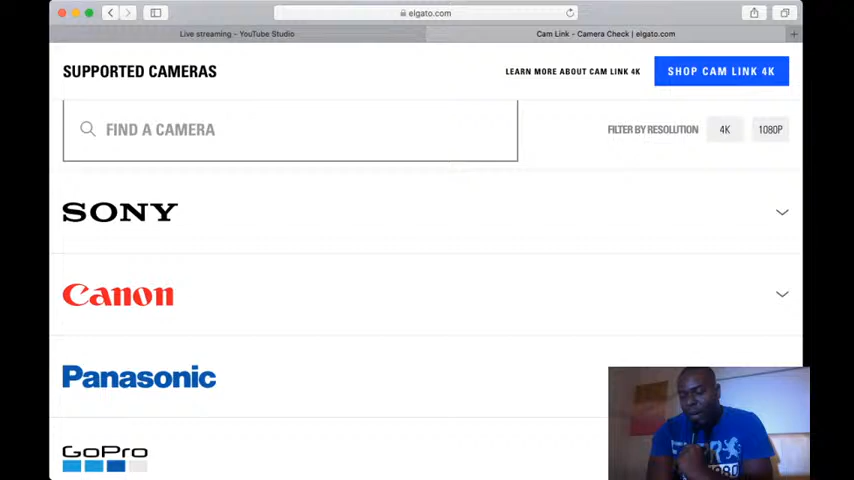 elgato.com
Live streaming - YouTube Studio
Cam Link - Camera Check | elgato.com
SUPPORTED CAMERAS
LEARN MORE ABOUT CAM LINK 4K
SHOP CAM LINK 4K
FIND A CAMERA
FILTER BY RESOLUTION
4K
1080P
SONY
Canon
Panasonic
GoPro